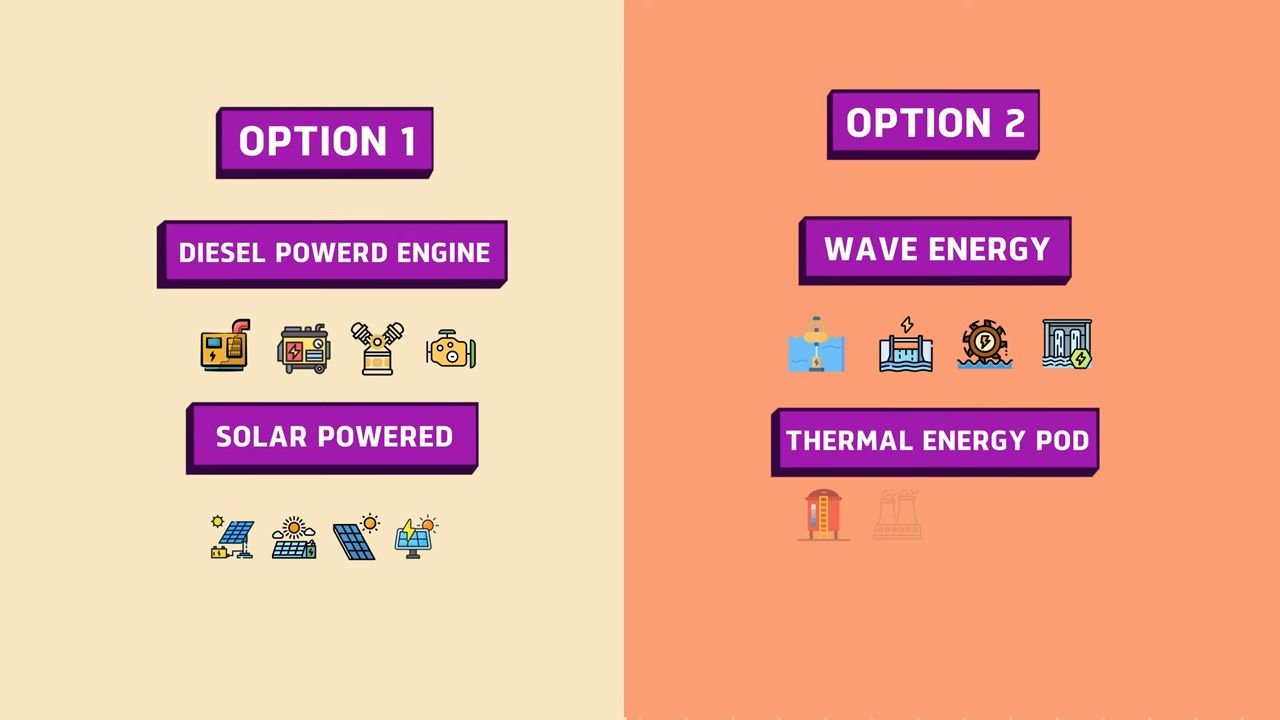 OPTION 1
DIESEL POWERD ENGINE
SOLAR POWERED
OPTION 2
WAVE ENERGY
THERMAL ENERGY POD